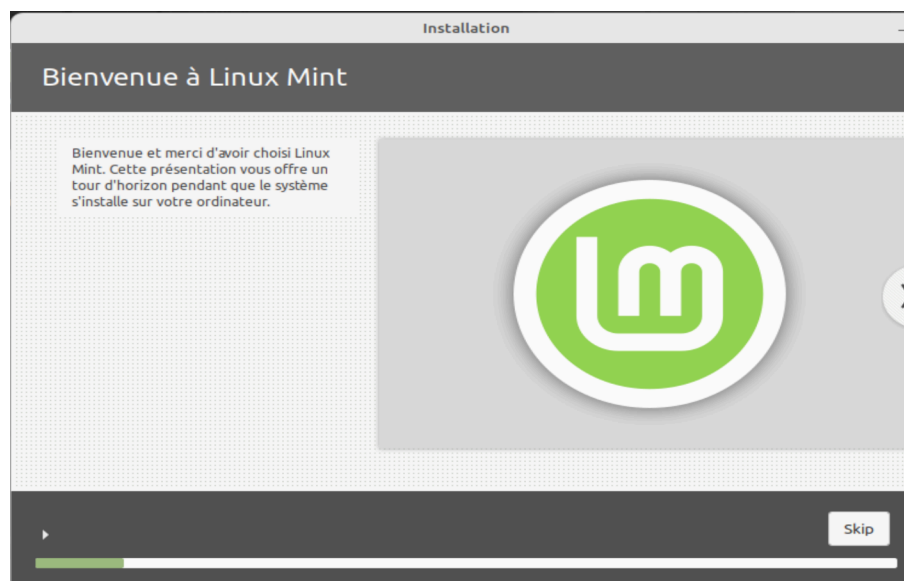 Installation
Bienvenue à Linux Mint
Bienvenue et merci d'avoir choisi Linux
Mint. Cette présentation vous offre un
tour d'horizon pendant que le système
s'installe sur votre ordinateur.
lm
Skip